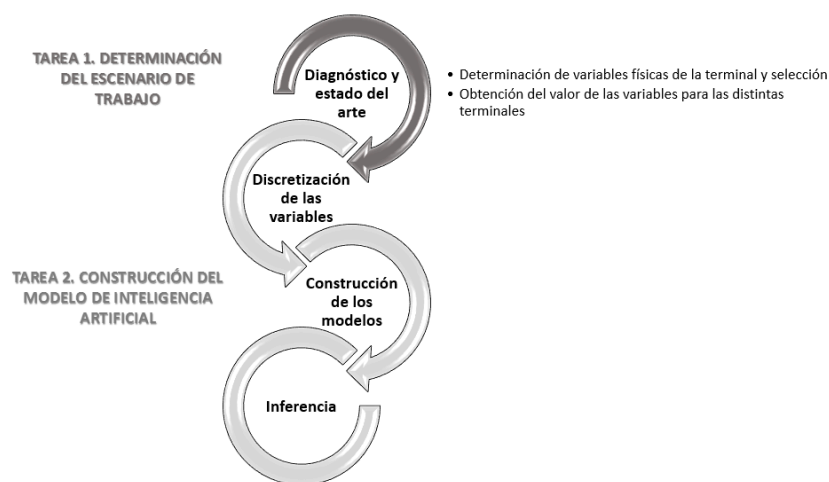 TAREA 1. DETERMINACIÓN
DEL ESCENARIO DE
TRABAJO
Diagnóstico y
estado del
arte
• Determinación de variables físicas de la terminal y selección
• Obtención del valor de las variables para las distintas
terminales
Discretización
de las
variables
TAREA 2. CONSTRUCCIÓN DEL
MODELO DE INTELIGENCIA
ARTIFICIAL
Construcción
de los
modelos
Inferencia